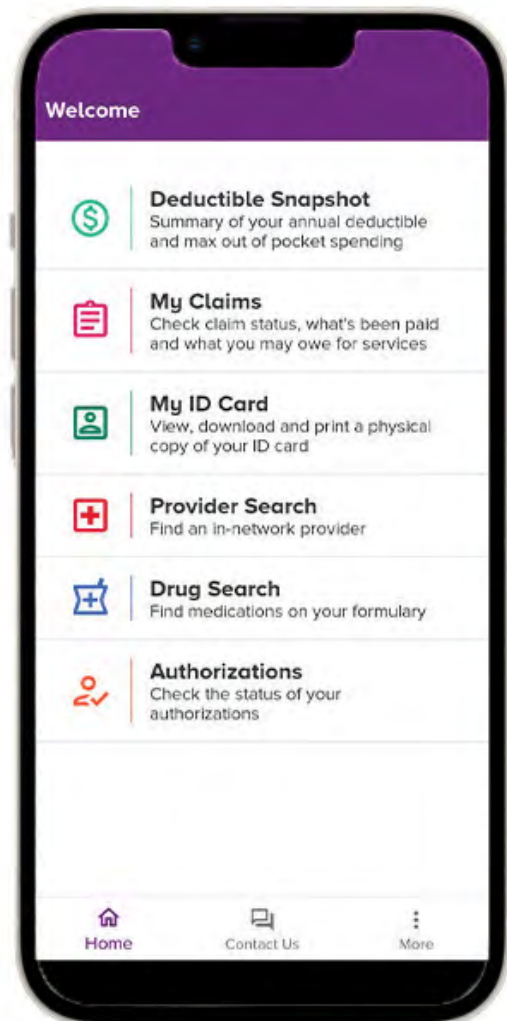 Welcome
Deductible Snapshot
Summary of your annual deductible
and max out of pocket spending
My Claims
Check claim status, what's been paid
and what you may owe for services
My ID Card
View, download and print a physical
copy of your ID card
Provider Search
Find an in-network provider
Drug Search
Find medications on your formulary
Authorizations
Check the status of your
authorizations
Home
Contact Us
More